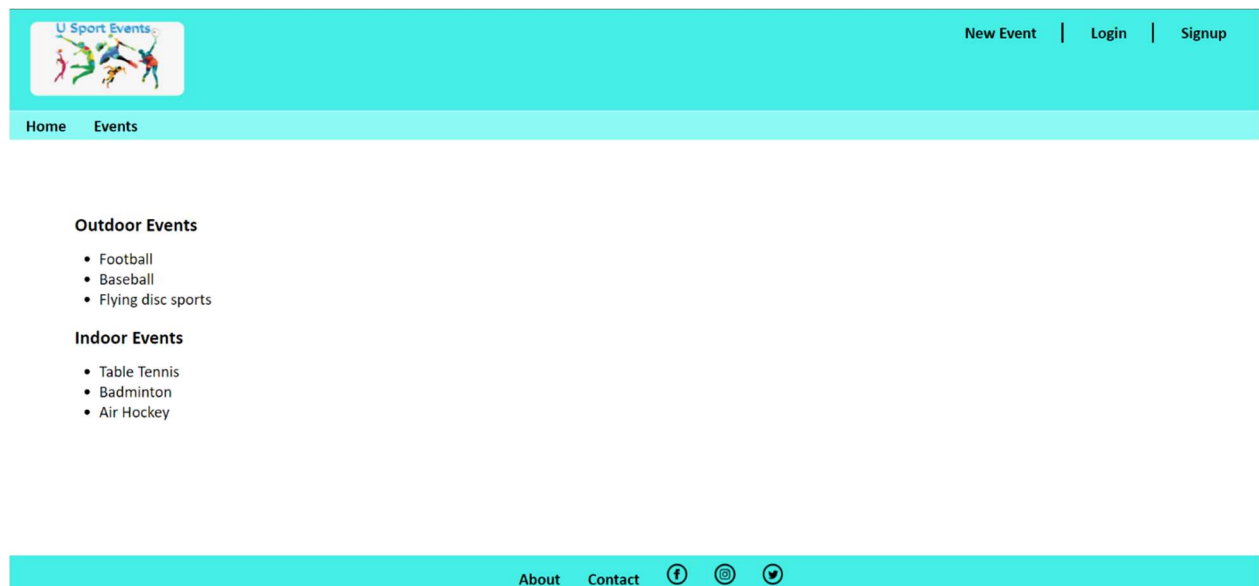 U Sport Events
New Event | Login | Signup
Home Events
Outdoor Events
• Football
• Baseball
• Flying disc sports
Indoor Events
• Table Tennis
• Badminton
• Air Hockey
About Contact